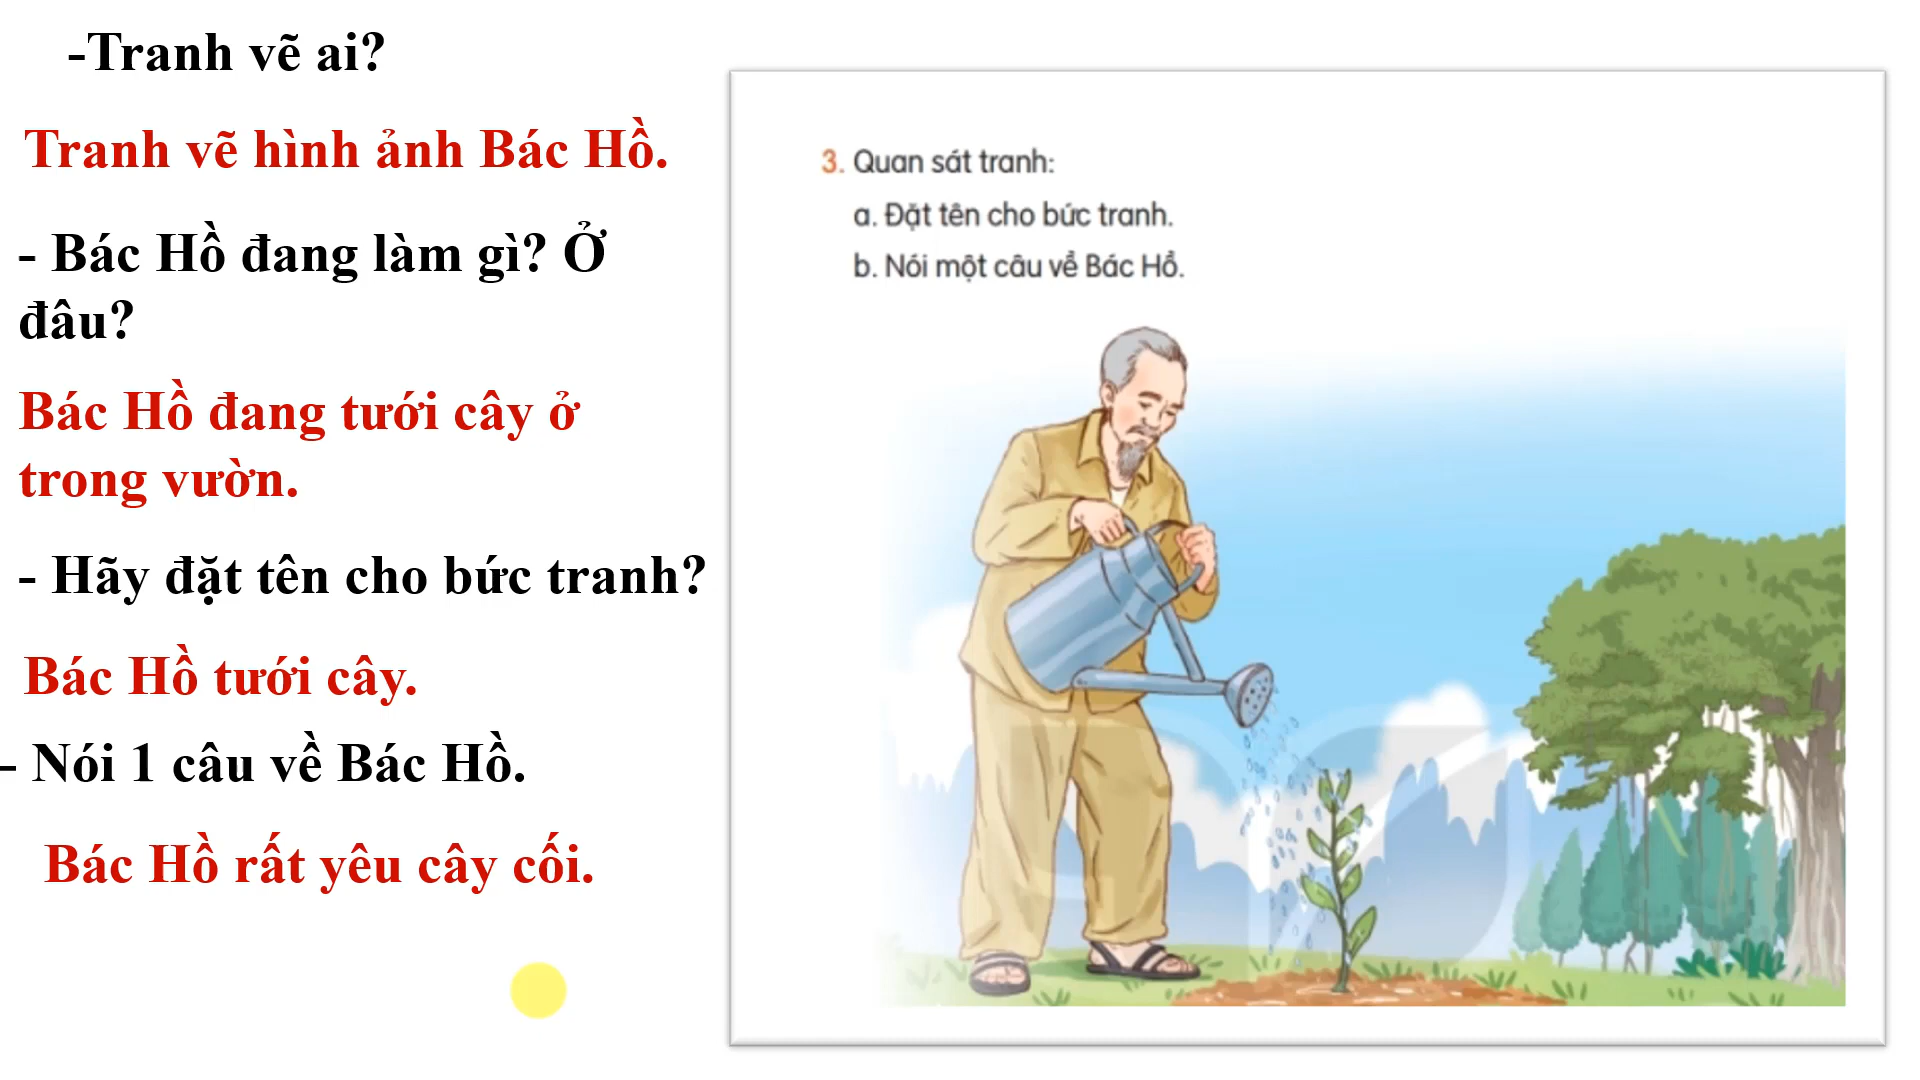 -Tranh vẽ ai?
Tranh vẽ hình ảnh Bác Hồ.
- Bác Hồ đang làm gì? Ở
đâu?
Bác Hồ đang tưới cây ở
trong vườn.
- Hãy đặt tên cho bức tranh?
Bác Hồ tưới cây.
- Nói 1 câu về Bác Hồ.
Bác Hồ rất yêu cây cối.
3. Quan sát tranh:
a. Đặt tên cho bức tranh.
b. Nói một câu về Bác Hồ.